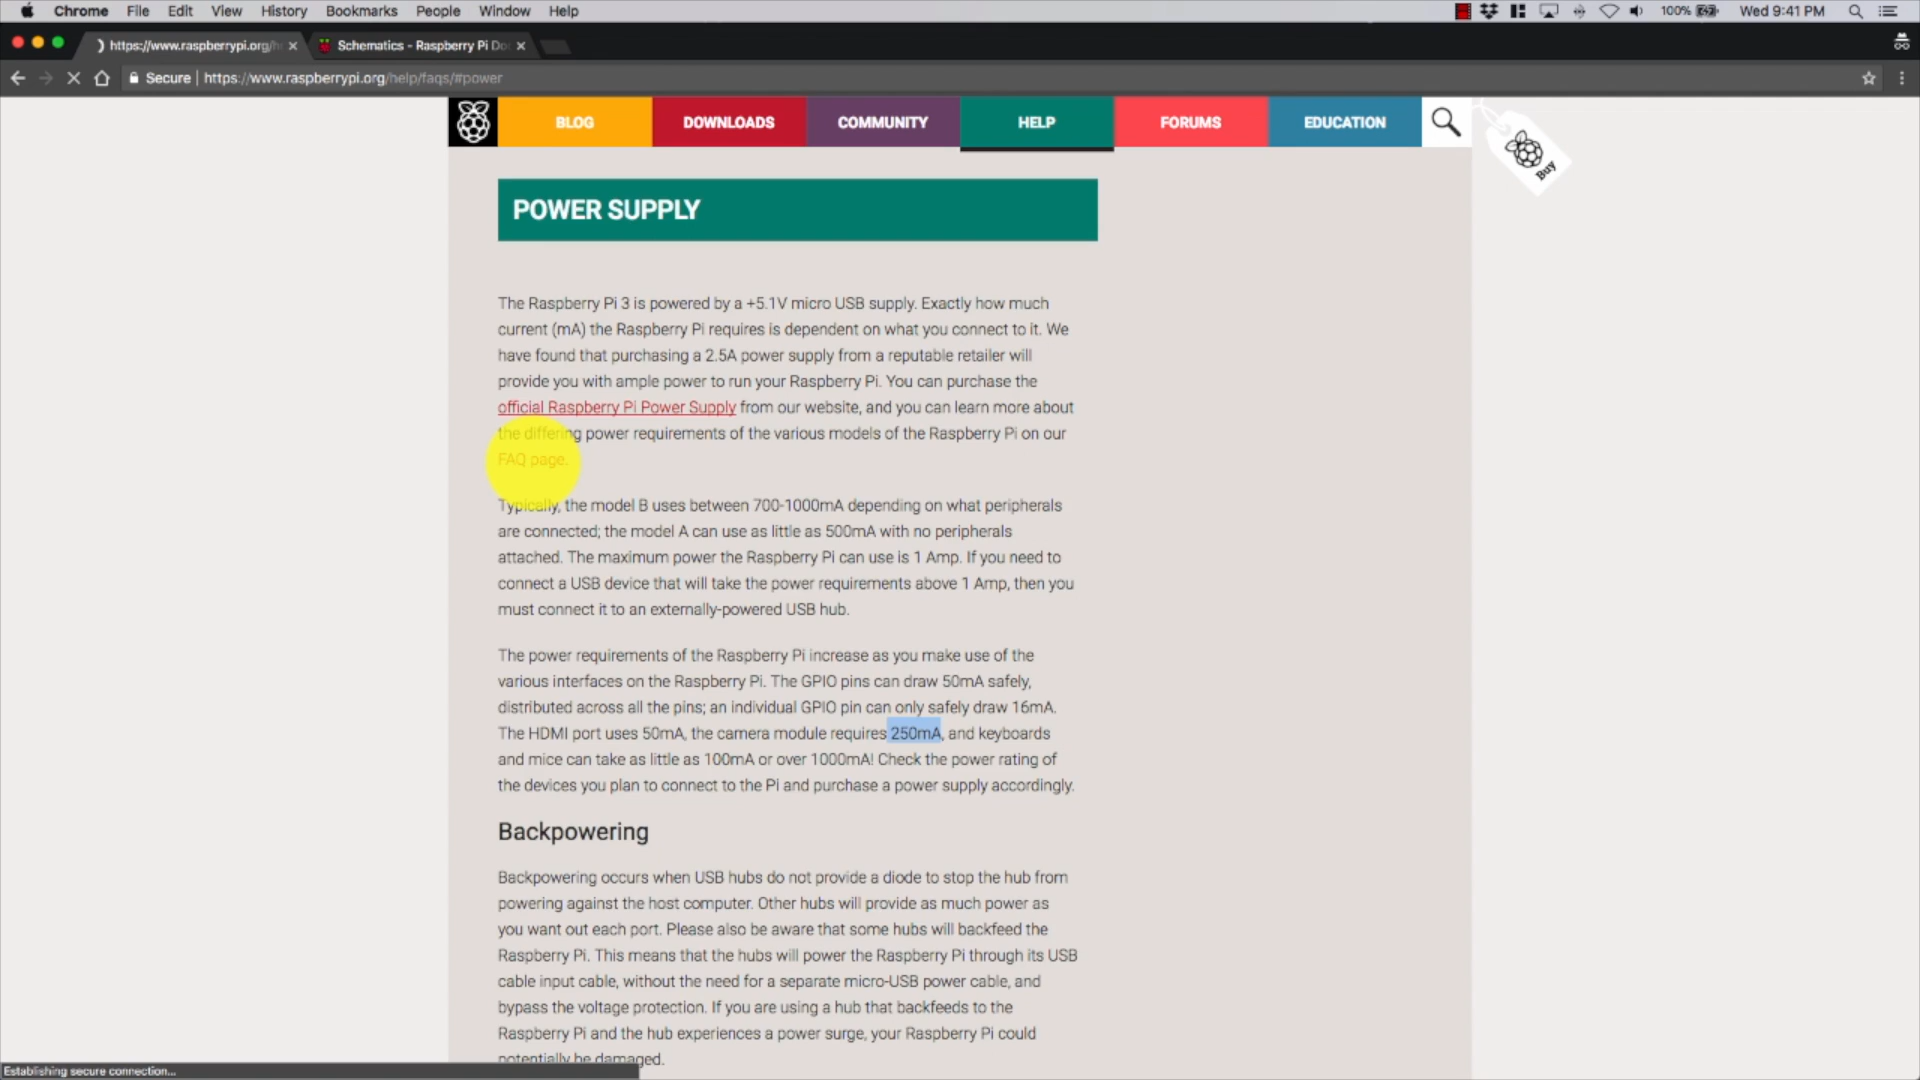 Chrome File Edit View History Bookmarks People Window Help 100% Wed 9:41 PM
https://www.raspberrypi.org/h Schematics - Raspberry Pi Do
Secure | https://www.raspberrypi.org/help/faqs/#power
BLOG DOWNLOADS COMMUNITY HELP FORUMS EDUCATION
Buy
POWER SUPPLY
The Raspberry Pi 3 is powered by a +5.1V micro USB supply. Exactly how much
current (mA) the Raspberry Pi requires is dependent on what you connect to it. We
have found that purchasing a 2.5A power supply from a reputable retailer will
provide you with ample power to run your Raspberry Pi. You can purchase the
official Raspberry Pi Power Supply from our website, and you can learn more about
the differing power requirements of the various models of the Raspberry Pi on our
FAQ page.
Typically, the model B uses between 700-1000mA depending on what peripherals
are connected; the model A can use as little as 500mA with no peripherals
attached. The maximum power the Raspberry Pi can use is 1 Amp. If you need to
connect a USB device that will take the power requirements above 1 Amp, then you
must connect it to an externally-powered USB hub.
The power requirements of the Raspberry Pi increase as you make use of the
various interfaces on the Raspberry Pi. The GPIO pins can draw 50mA safely,
distributed across all the pins; an individual GPIO pin can only safely draw 16mA.
The HDMI port uses 50mA, the camera module requires 250mA, and keyboards
and mice can take as little as 100mA or over 1000mA! Check the power rating of
the devices you plan to connect to the Pi and purchase a power supply accordingly.
Backpowering
Backpowering occurs when USB hubs do not provide a diode to stop the hub from
powering against the host computer. Other hubs will provide as much power as
you want out each port. Please also be aware that some hubs will backfeed the
Raspberry Pi. This means that the hubs will power the Raspberry Pi through its USB
cable input cable, without the need for a separate micro-USB power cable, and
bypass the voltage protection. If you are using a hub that backfeeds to the
Raspberry Pi and the hub experiences a power surge, your Raspberry Pi could
potentially be damaged.
Establishing secure connection...